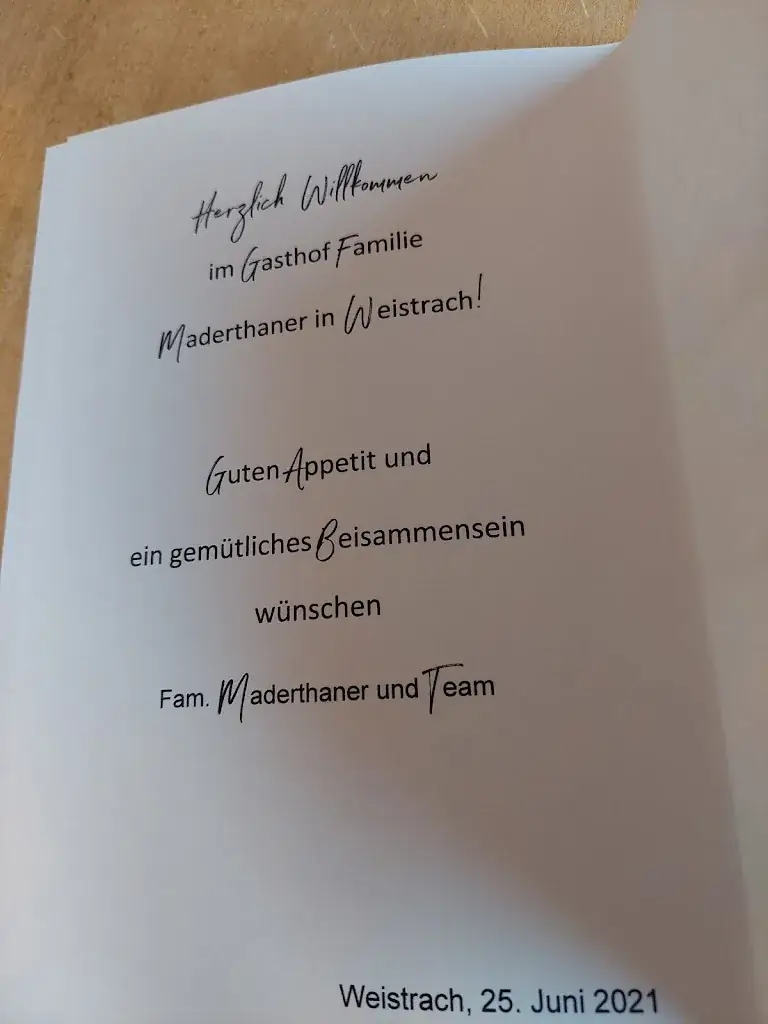 Herzlich Willkommen
im Gasthof Familie
Maderthaner in Weistrach!
Guten Appetit und
ein gemütliches Beisammensein
wünschen
Fam. Maderthaner und Team
Weistrach, 25. Juni 2021